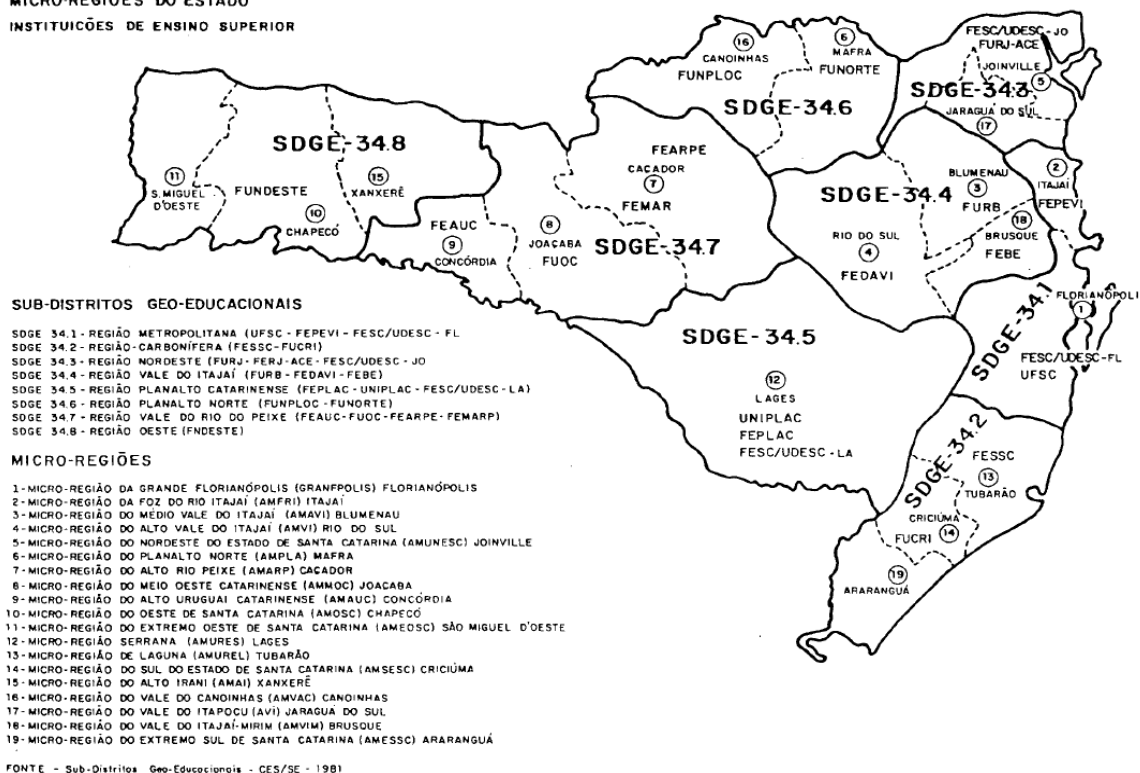 MICRO-REGIÕES DO ESTADO
INSTITUICÕES DE ENSINO SUPERIOR
16
CANOINHAS
FUNPLOC
6
MAFRA
FUNORTE
SDGE-34.6
FESC/UDESC-JO
FURJ-ACE
JOINVILLE
5
SDGE-34.3
JARAGUA DO SUL
17
SDGE-34.8
11
S. MIGUEL
D'OESTE
FUNDESTE
10
CHAPECÓ
15
XANXERÊ
FEARPE
CAÇADOR
7
FEMAR
FEAUC
9
CONCÓRDIA
8
JOAÇABA
FUOC
SDGE-34.7
SDGE-34.4
BLUMENAU
3
FURB
2
ITAJAÍ
FEPEVI
RIO DO SUL
4
FEDAVI
18
BRUSQUE
FEBE
SDGE-34.1
FLORIANÓPOLI
1
FESC/UDESC-FL
UFSC
SDGE-34.5
12
LAGES
UNIPLAC
FEPLAC
FESC/UDESC-LA
SDGE-34.2
FESSC
13
TUBARÃO
CRICIÚMA
FUCRI
14
19
ARARANGUÁ
SUB-DISTRITOS GEO-EDUCACIONAIS
SDGE 34.1 - REGIÃO METROPOLITANA (UFSC - FEPEVI - FESC/UDESC - FL
SDGE 34.2 - REGIÃO-CARBONÍFERA (FESSC-FUCRI)
SDGE 34.3 - REGIÃO NORDESTE (FURJ-FERJ-ACE-FESC/UDESC - JO
SDGE 34.4 - REGIÃO VALE DO ITAJAÍ (FURB-FEDAVI-FEBE)
SDGE 34.5 - REGIÃO PLANALTO CATARINENSE (FEPLAC-UNIPLAC-FESC/UDESC-LA)
SDGE 34.6 - REGIÃO PLANALTO NORTE (FUNPLOC-FUNORTE)
SDGE 34.7 - REGIÃO VALE DO RIO DO PEIXE (FEAUC-FUOC-FEARPE-FEMARP)
SDGE 34.8 - REGIÃO OESTE (FNDESTE)
MICRO-REGIÕES
1-MICRO-REGIÃO DA GRANDE FLORIANÓPOLIS (GRANFPOLIS) FLORIANÓPOLIS
2-MICRO-REGIÃO DA FOZ DO RIO ITAJAÍ (AMFRI) ITAJAÍ
3-MICRO-REGIÃO DO MÉDIO VALE DO ITAJAÍ (AMAVI) BLUMENAU
4-MICRO-REGIÃO DO ALTO VALE DO ITAJAÍ (AMVI) RIO DO SUL
5-MICRO-REGIÃO DO NORDESTE DO ESTADO DE SANTA CATARINA (AMUNESC) JOINVILLE
6-MICRO-REGIÃO DO PLANALTO NORTE (AMPLA) MAFRA
7-MICRO-REGIÃO DO ALTO RIO PEIXE (AMARP) CAÇADOR
8-MICRO-REGIÃO DO MEIO OESTE CATARINENSE (AMMOC) JOACABA
9-MICRO-REGIÃO DO ALTO URUGUAI CATARINENSE (AMAUC) CONCÓRDIA
10-MICRO-REGIÃO DO OESTE DE SANTA CATARINA (AMOSC) CHAPECÓ
11-MICRO-REGIÃO DO EXTREMO OESTE DE SANTA CATARINA (AMEOSC) SÃO MIGUEL D'OESTE
12-MICRO-REGIÃO SERRANA (AMURES) LAGES
13-MICRO-REGIÃO DE LAGUNA (AMUREL) TUBARÃO
14-MICRO-REGIÃO DO SUL DO ESTADO DE SANTA CATARINA (AMSESC) CRICIÚMA
15-MICRO-REGIÃO DO ALTO IRANI (AMAI) XANXERÊ
16-MICRO-REGIÃO DO VALE DO CANOINHAS (AMVAC) CANOINHAS
17-MICRO-REGIÃO DO VALE DO ITAPOCU (AVI) JARAGUÁ DO SUL
18-MICRO-REGIÃO DO VALE DO ITAJAÍ-MIRIM (AMVIM) BRUSQUE
19-MICRO-REGIÃO DO EXTREMO SUL DE SANTA CATARINA (AMESSC) ARARANGUÁ
FONTE - Sub-Distritos Geo-Educacionais - CES/SE - 1981